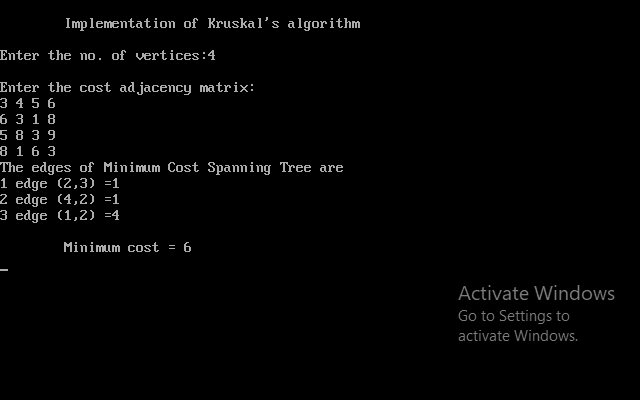 Implementation of Kruskal's algorithm
Enter the no. of vertices:4
Enter the cost adjacency matrix:
3 4 5 6
6 3 1 8
5 8 3 9
8 1 6 3
The edges of Minimum Cost Spanning Tree are
1 edge (2,3) =1
2 edge (4,2) =1
3 edge (1,2) =4
Minimum cost = 6
Activate Windows
Go to Settings to
activate Windows.